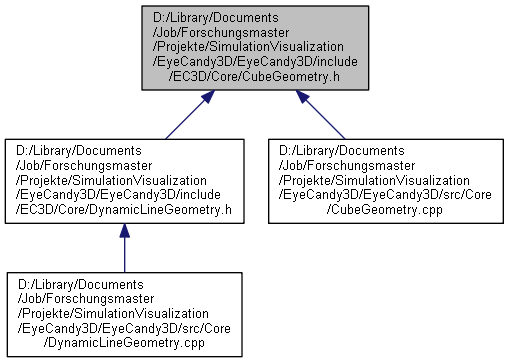 D:/Library/Documents
/Job/Forschungsmaster
/Projekte/SimulationVisualization
/EyeCandy3D/EyeCandy3D/include
/EC3D/Core/CubeGeometry.h
D:/Library/Documents
/Job/Forschungsmaster
/Projekte/SimulationVisualization
/EyeCandy3D/EyeCandy3D/include
/EC3D/Core/DynamicLineGeometry.h
D:/Library/Documents
/Job/Forschungsmaster
/Projekte/SimulationVisualization
/EyeCandy3D/EyeCandy3D/src/Core
/CubeGeometry.cpp
D:/Library/Documents
/Job/Forschungsmaster
/Projekte/SimulationVisualization
/EyeCandy3D/EyeCandy3D/src/Core
/DynamicLineGeometry.cpp